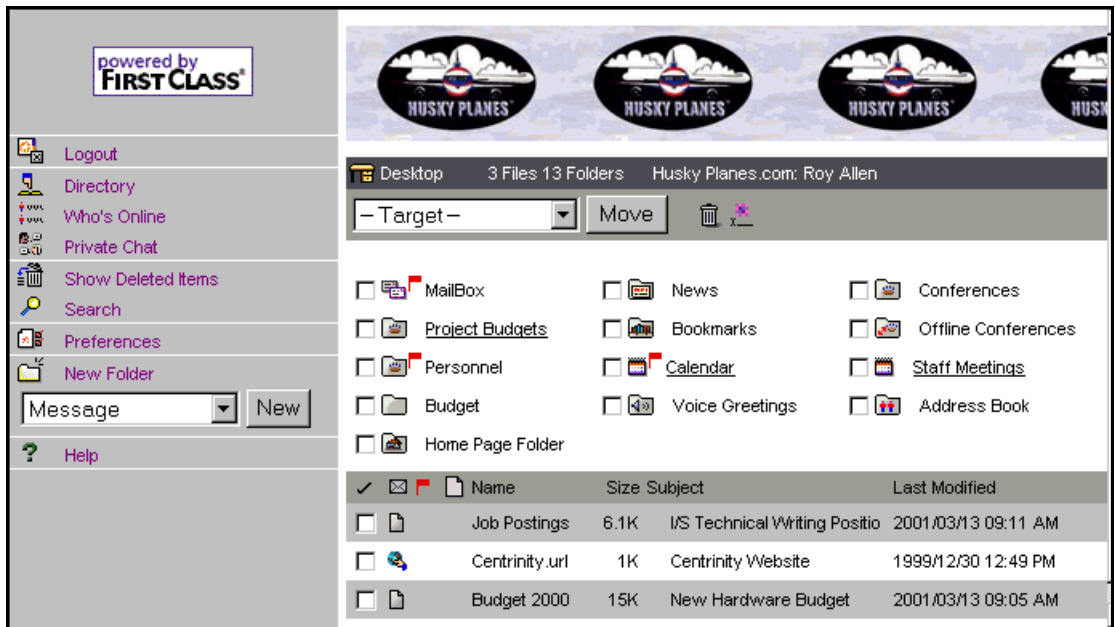 powered by
FIRSTCLASS®
Logout
Directory
Who's Online
Private Chat
Show Deleted Items
Search
Preferences
New Folder
Message New
Help
HUSKY PLANES HUSKY PLANES HUSKY PLANES HUSK
Desktop 3 Files 13 Folders Husky Planes.com: Roy Allen
– Target – Move
MailBox News Conferences
Project Budgets Bookmarks Offline Conferences
Personnel Calendar Staff Meetings
Budget Voice Greetings Address Book
Home Page Folder
Name Size Subject Last Modified
Job Postings 6.1K I/S Technical Writing Positio 2001/03/13 09:11 AM
Centrinity.url 1K Centrinity Website 1999/12/30 12:49 PM
Budget 2000 15K New Hardware Budget 2001/03/13 09:05 AM